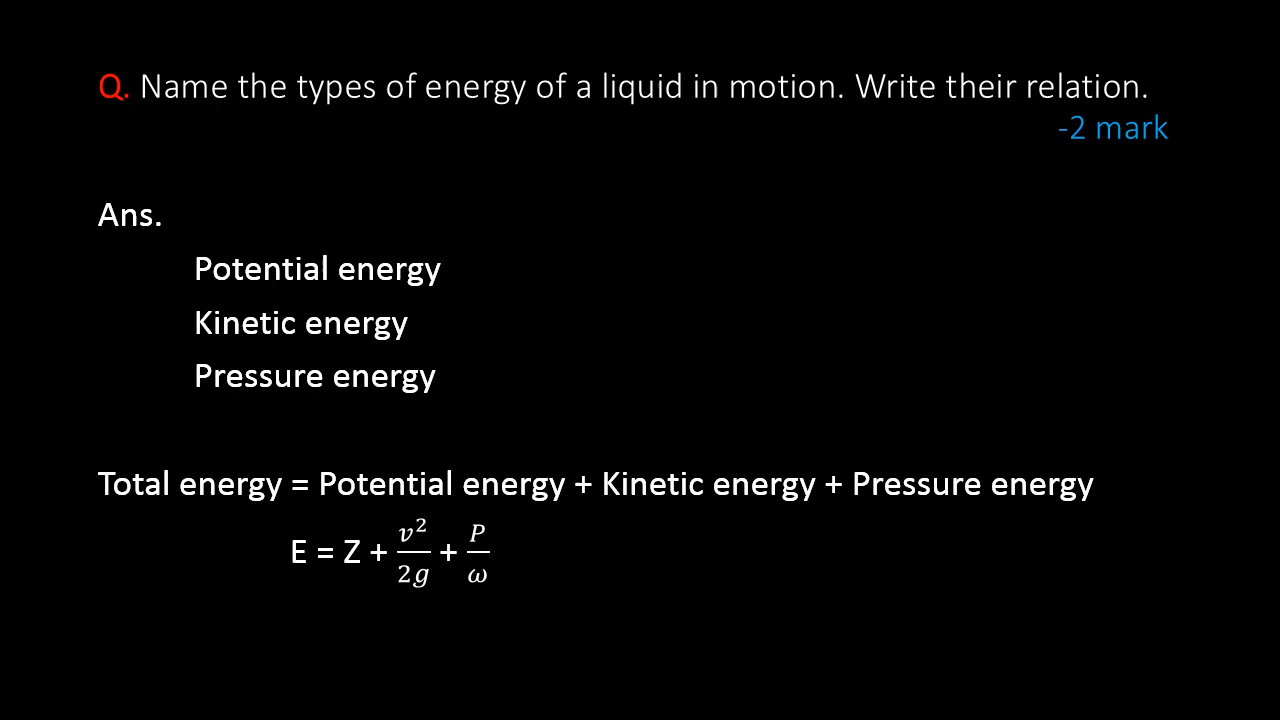 Q. Name the types of energy of a liquid in motion. Write their relation.
-2 mark
Ans.
Potential energy
Kinetic energy
Pressure energy
Total energy = Potential energy + Kinetic energy + Pressure energy
E = Z + 𝑣²/2𝑔 + 𝑃/𝜔